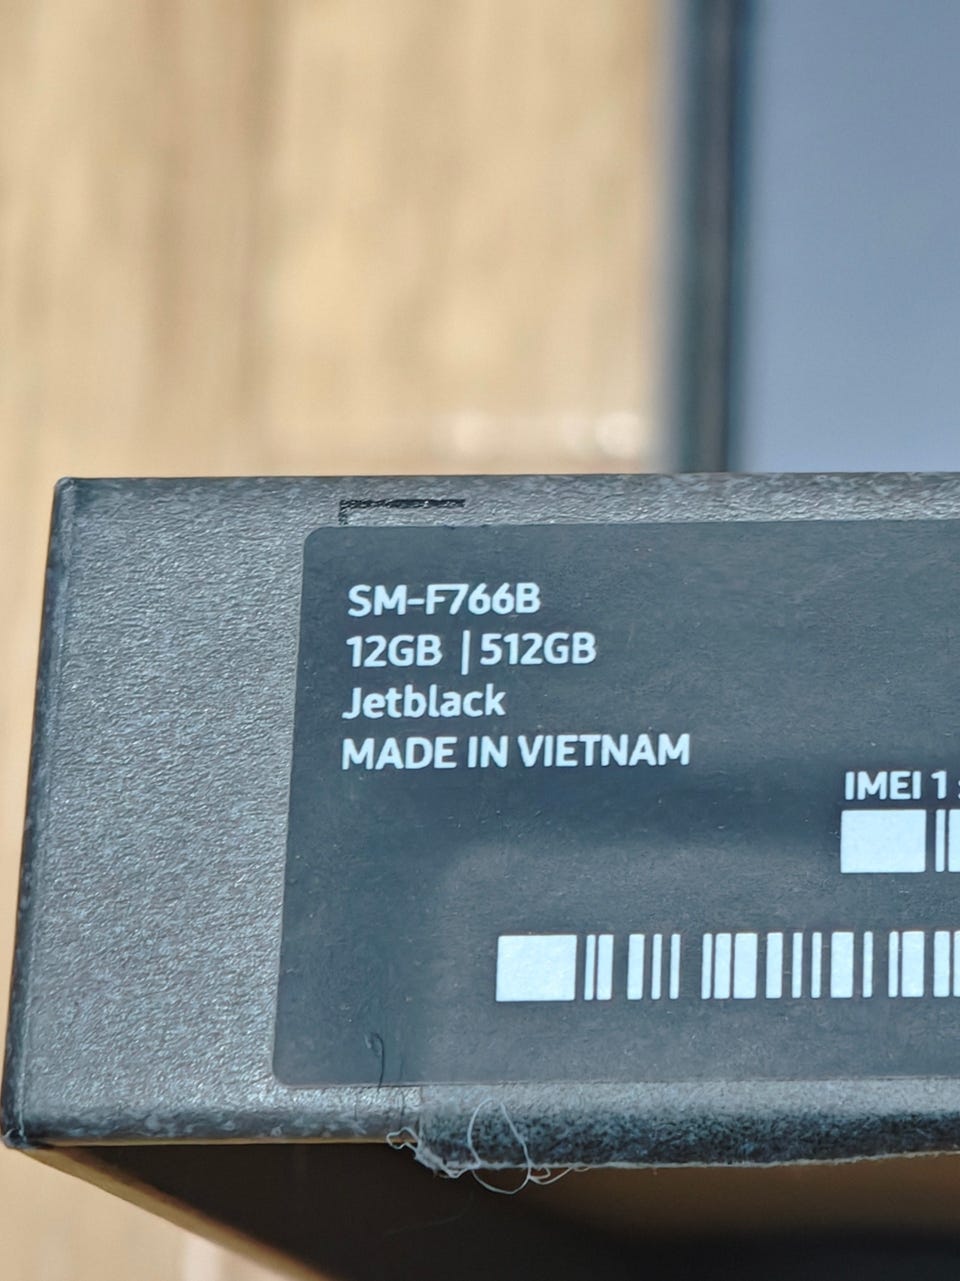 SM-F766B
12GB | 512GB
Jetblack
MADE IN VIETNAM
IMEI 1